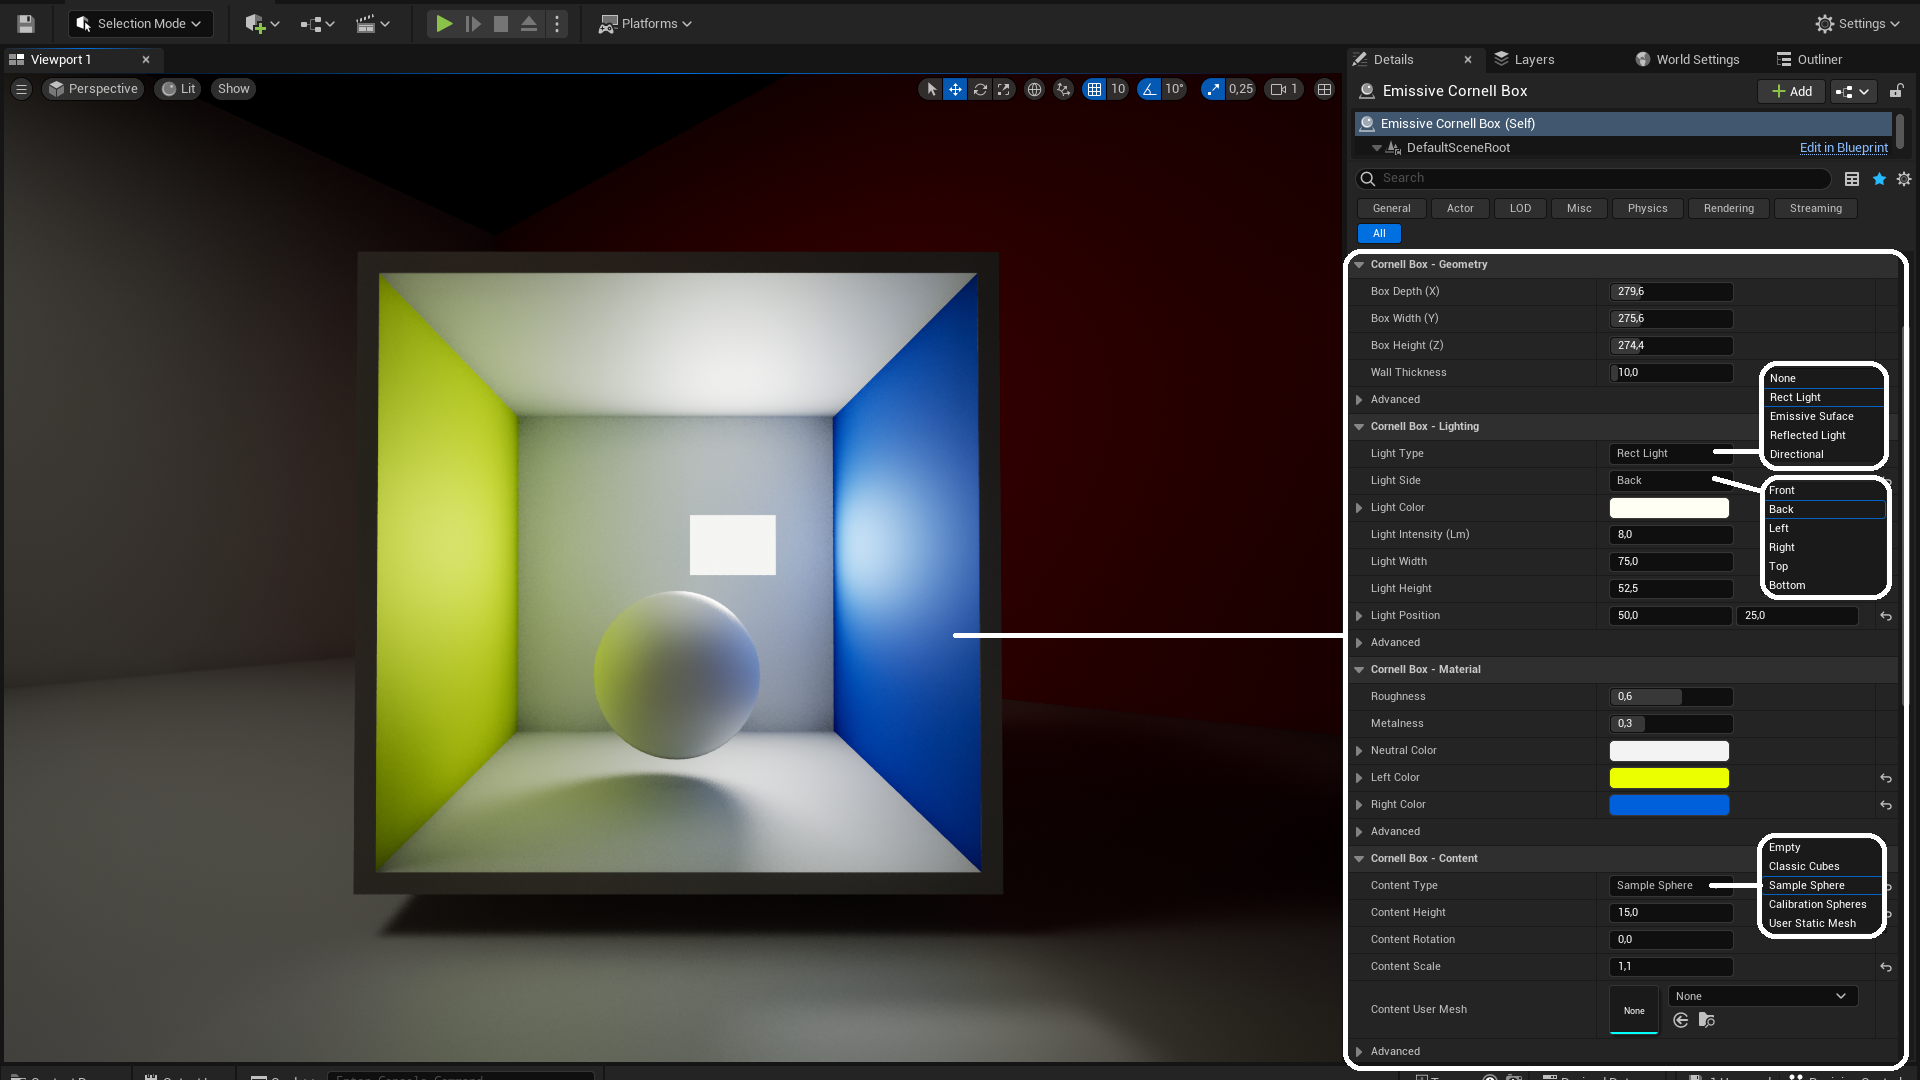 Selection Mode
Platforms
Settings
Viewport 1
Details
Layers
World Settings
Outliner
Perspective
Lit
Show
10
10°
0,25
1
Emissive Cornell Box
Add
Emissive Cornell Box (Self)
DefaultSceneRoot
Edit in Blueprint
Search
General
Actor
LOD
Misc
Physics
Rendering
Streaming
All
Cornell Box - Geometry
Box Depth (X) 279,6
Box Width (Y) 275,6
Box Height (Z) 274,4
Wall Thickness 10,0
Advanced
Cornell Box - Lighting
Light Type Rect Light
Light Side Back
Light Color
Light Intensity (Lm) 8,0
Light Width 75,0
Light Height 52,5
Light Position 50,0 25,0
Advanced
None
Rect Light
Emissive Suface
Reflected Light
Directional
Front
Back
Left
Right
Top
Bottom
Cornell Box - Material
Roughness 0,6
Metalness 0,3
Neutral Color
Left Color
Right Color
Advanced
Cornell Box - Content
Content Type Sample Sphere
Content Height 15,0
Content Rotation 0,0
Content Scale 1,1
Content User Mesh None None
Advanced
Empty
Classic Cubes
Sample Sphere
Calibration Spheres
User Static Mesh
Enter Console Command